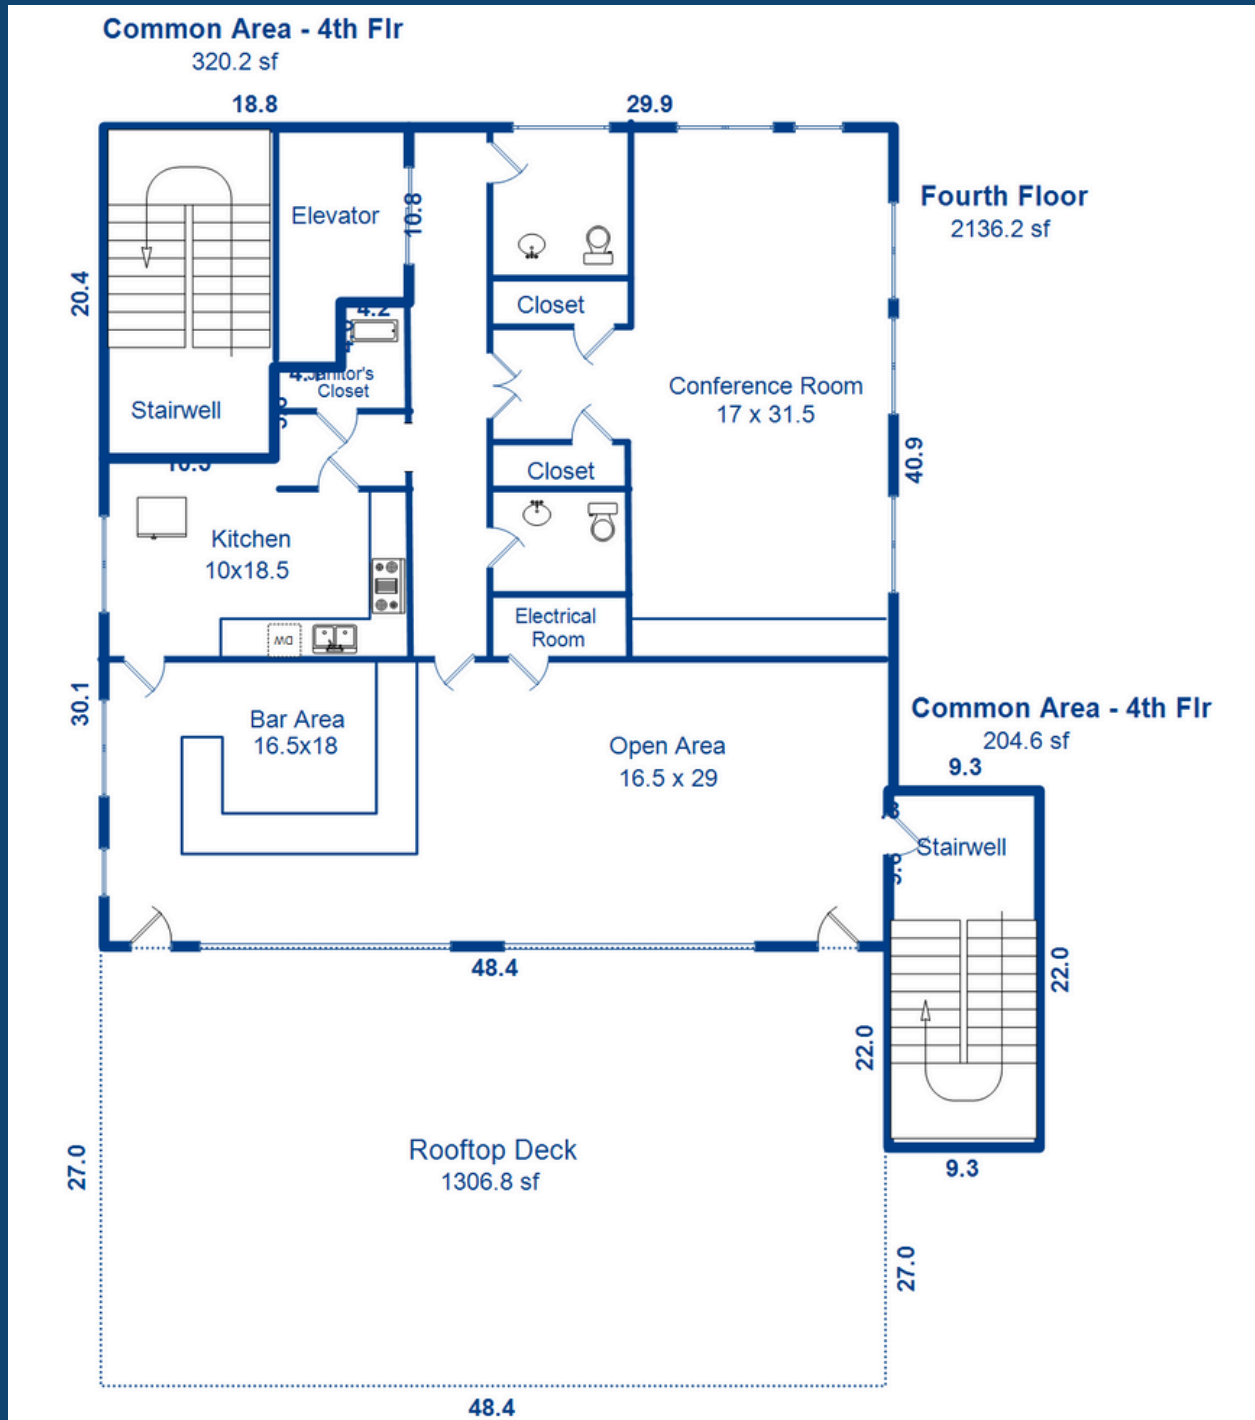 Common Area - 4th Flr
320.2 sf
18.8
29.9
Fourth Floor
2136.2 sf
Elevator
10.8
20.4
4.2
Closet
Janitor's
Closet
Conference Room
17 x 31.5
Stairwell
40.9
Closet
Kitchen
10x18.5
Electrical
Room
DW
30.1
Bar Area
16.5x18
Open Area
16.5 x 29
Common Area - 4th Flr
204.6 sf
9.3
Stairwell
48.4
22.0
22.0
Rooftop Deck
1306.8 sf
27.0
9.3
27.0
48.4